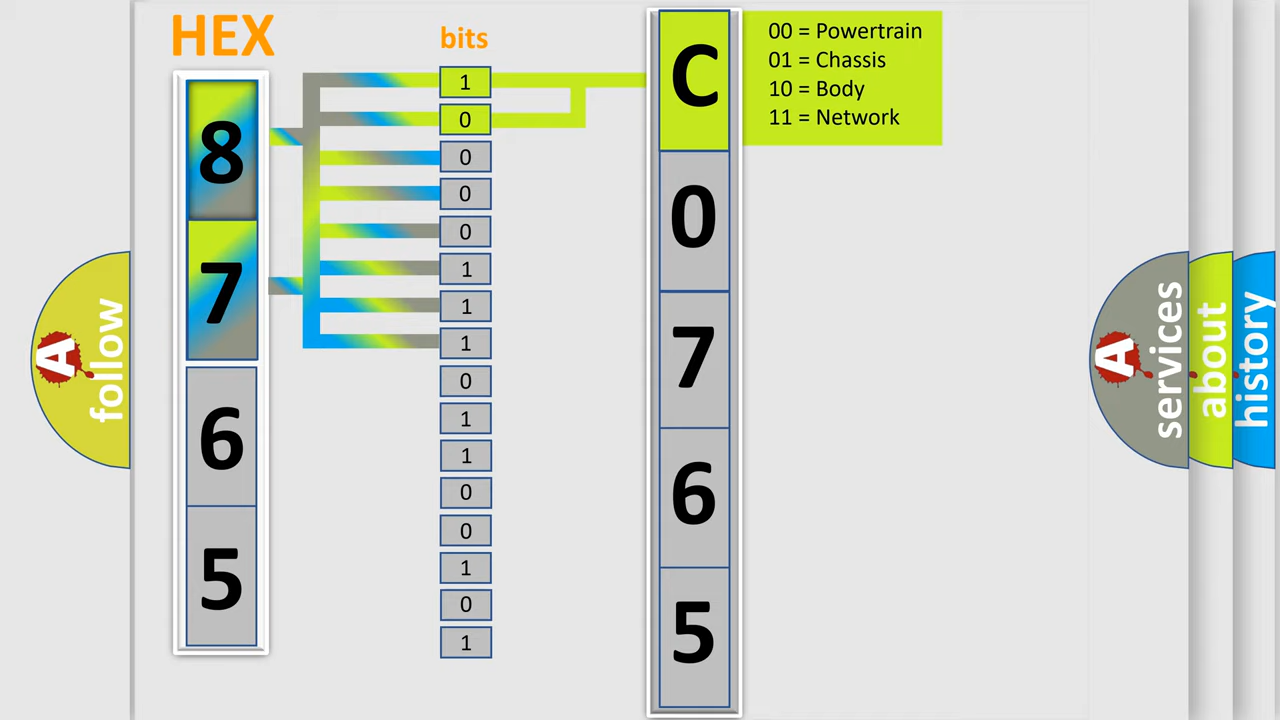 HEX
8
7
6
5
bits
1
0
0
0
0
1
1
1
0
1
1
0
0
1
0
1
C
0
7
6
5
00 = Powertrain
01 = Chassis
10 = Body
11 = Network
A follow
A services
about
history